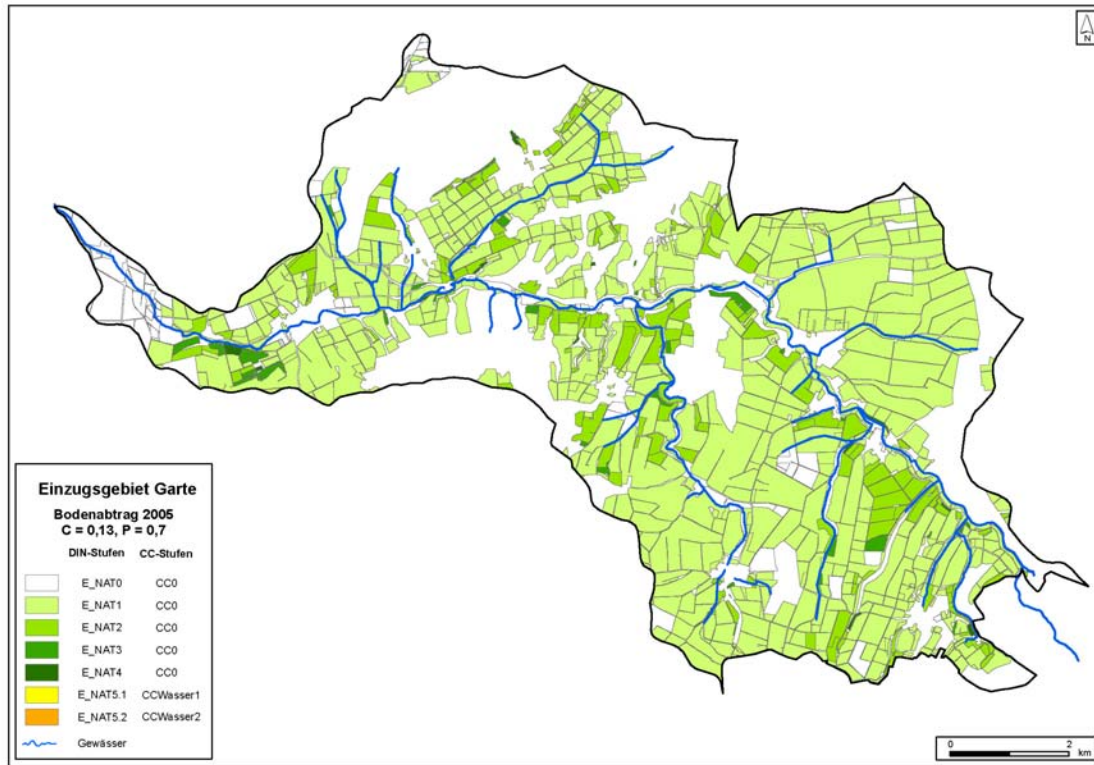 N
Einzugsgebiet Garte
Bodenabtrag 2005
C = 0,13, P = 0,7
DIN-Stufen CC-Stufen
E_NAT0 CC0
E_NAT1 CC0
E_NAT2 CC0
E_NAT3 CC0
E_NAT4 CC0
E_NAT5.1 CCWasser1
E_NAT5.2 CCWasser2
Gewässer
0 2
km